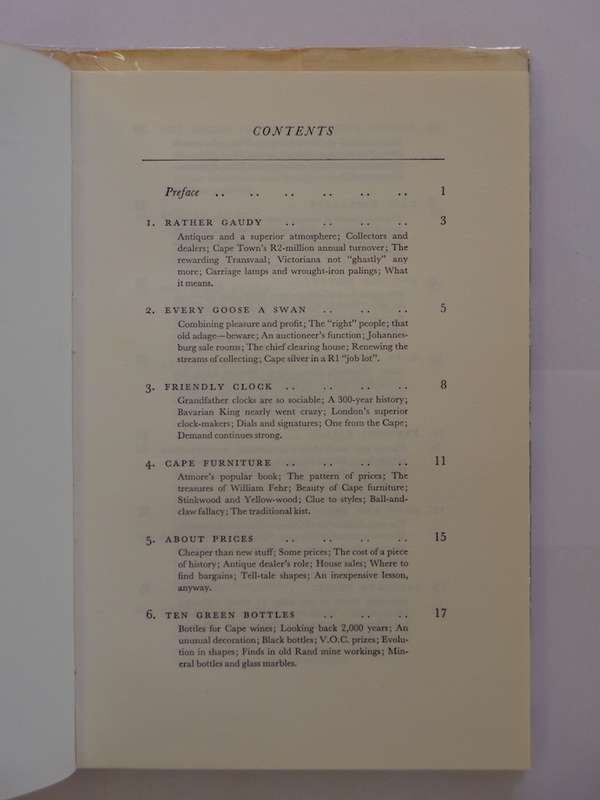 CONTENTS
Preface .. .. .. .. .. .. 1
1. RATHER GAUDY .. .. .. .. 3
Antiques and a superior atmosphere; Collectors and
dealers; Cape Town's R2-million annual turnover; The
rewarding Transvaal; Victoriana not "ghastly" any
more; Carriage lamps and wrought-iron palings; What
it means.
2. EVERY GOOSE A SWAN .. .. .. 5
Combining pleasure and profit; The "right" people; that
old adage—beware; An auctioneer's function; Johannes-
burg sale rooms; The chief clearing house; Renewing the
streams of collecting; Cape silver in a R1 "job lot".
3. FRIENDLY CLOCK .. .. .. .. 8
Grandfather clocks are so sociable; A 300-year history;
Bavarian King nearly went crazy; London's superior
clock-makers; Dials and signatures; One from the Cape;
Demand continues strong.
4. CAPE FURNITURE .. .. .. .. 11
Atmore's popular book; The pattern of prices; The
treasures of William Fehr; Beauty of Cape furniture;
Stinkwood and Yellow-wood; Clue to styles; Ball-and-
claw fallacy; The traditional kist.
5. ABOUT PRICES .. .. .. .. 15
Cheaper than new stuff; Some prices; The cost of a piece
of history; Antique dealer's role; House sales; Where to
find bargains; Tell-tale shapes; An inexpensive lesson,
anyway.
6. TEN GREEN BOTTLES .. .. .. 17
Bottles for Cape wines; Looking back 2,000 years; An
unusual decoration; Black bottles; V.O.C. prizes; Evolu-
tion in shapes; Finds in old Rand mine workings; Min-
eral bottles and glass marbles.